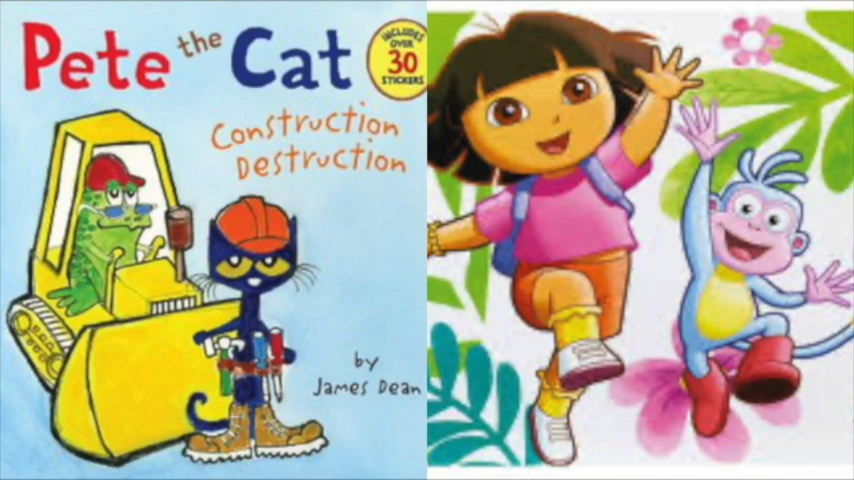 Pete the Cat
INCLUDES
OVER
30
STICKERS
Construction
Destruction
by
James Dean